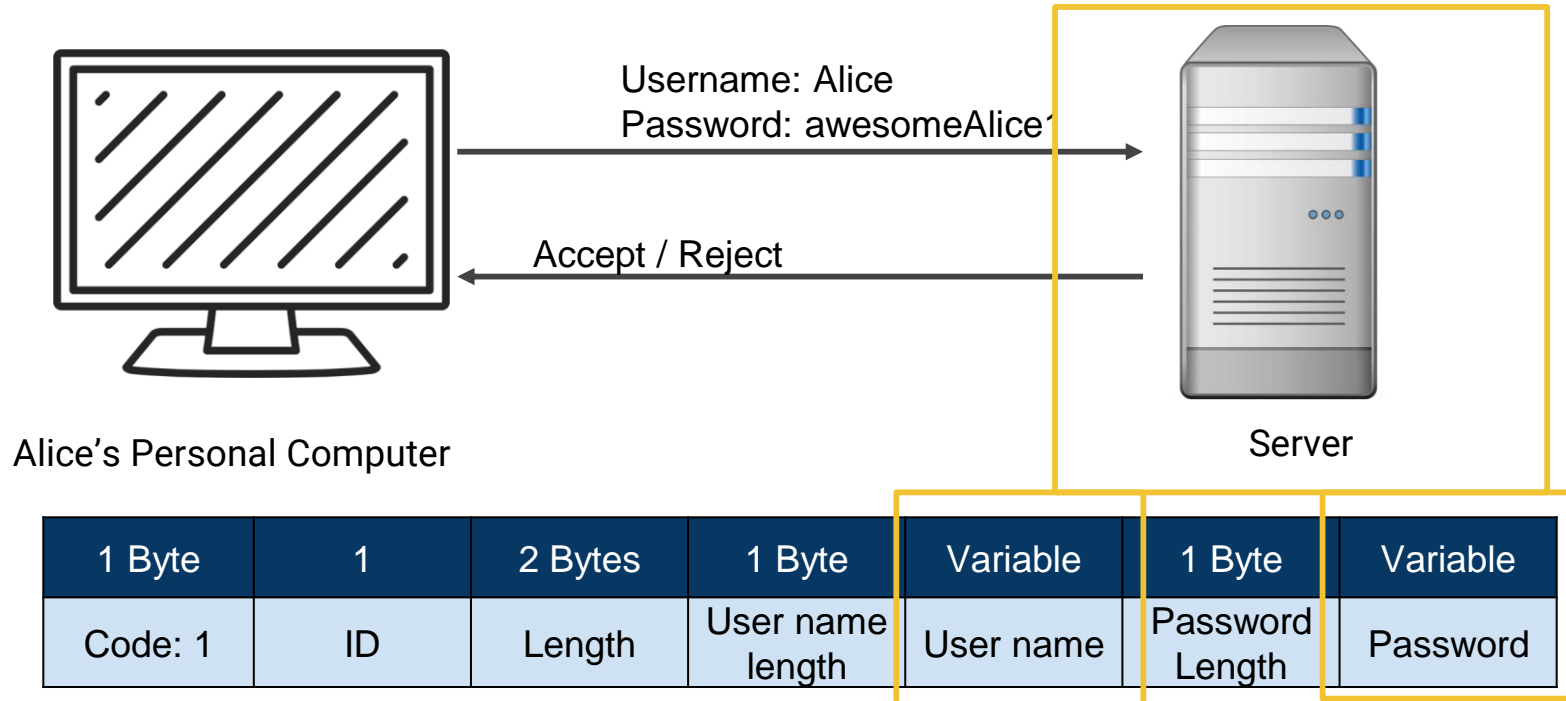 Username: Alice
Password: awesomeAlice1
Accept / Reject
Alice’s Personal Computer
Server
1 Byte 1 2 Bytes 1 Byte Variable 1 Byte Variable
Code: 1 ID Length User name length User name Password Length Password